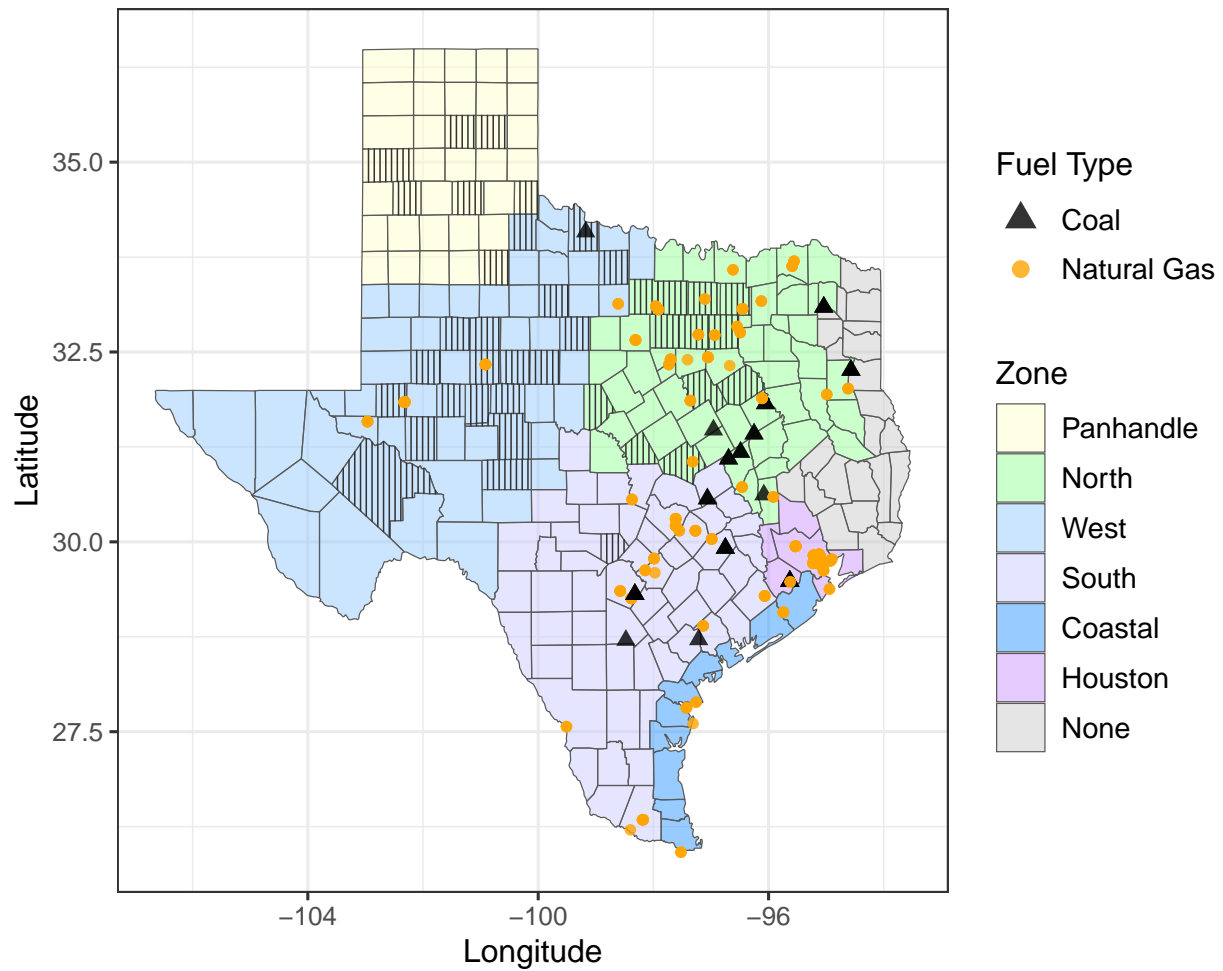 35.0
32.5
30.0
27.5
Latitude
−104
−100
−96
Longitude
Fuel Type
Coal
Natural Gas
Zone
Panhandle
North
West
South
Coastal
Houston
None